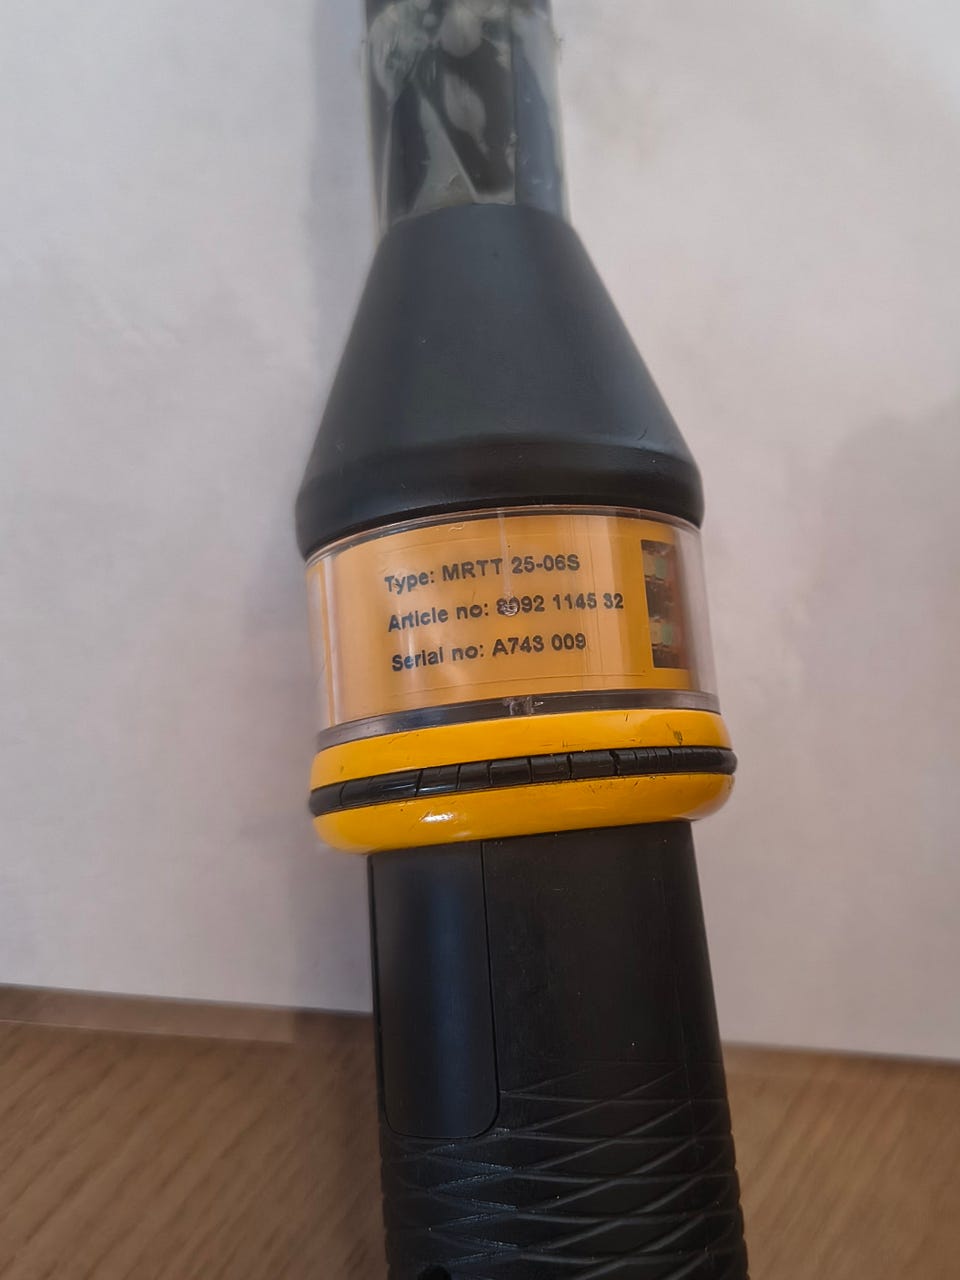 Type: MRTT 25-06S
Article no: 8092 1145 32
Serial no: A743 009